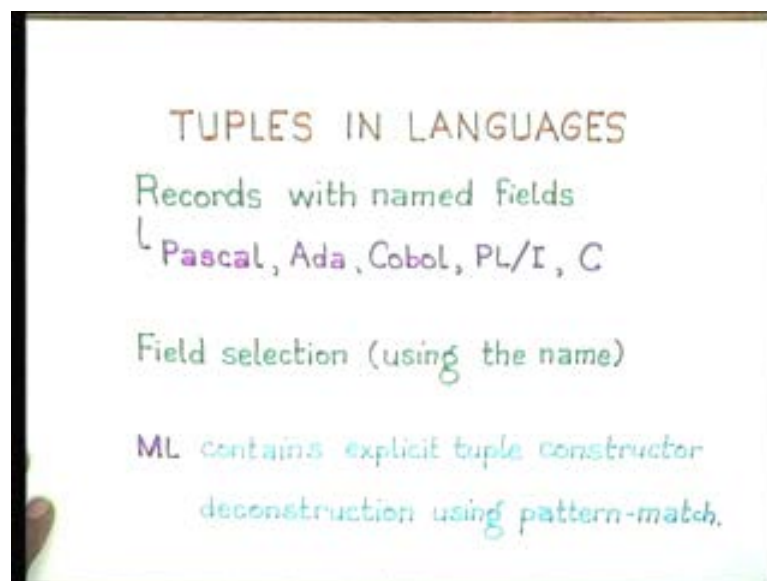 TUPLES IN LANGUAGES
Records with named fields
Pascal, Ada, Cobol, PL/I, C
Field selection (using the name)
ML contains explicit tuple constructor
deconstruction using pattern-match.